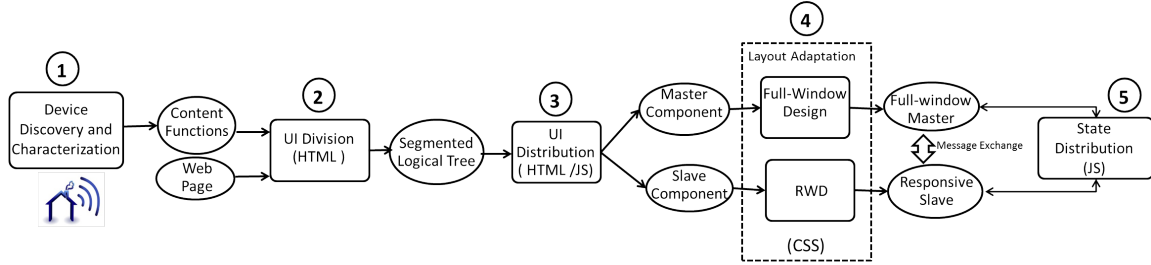 1
Device
Discovery and
Characterization
Content
Functions
Web
Page
2
UI Division
(HTML )
Segmented
Logical Tree
3
UI
Distribution
( HTML /JS)
Master
Component
Slave
Component
4
Layout Adaptation
Full-Window
Design
RWD
(CSS)
Full-window
Master
Message Exchange
Responsive
Slave
5
State
Distribution
(JS)